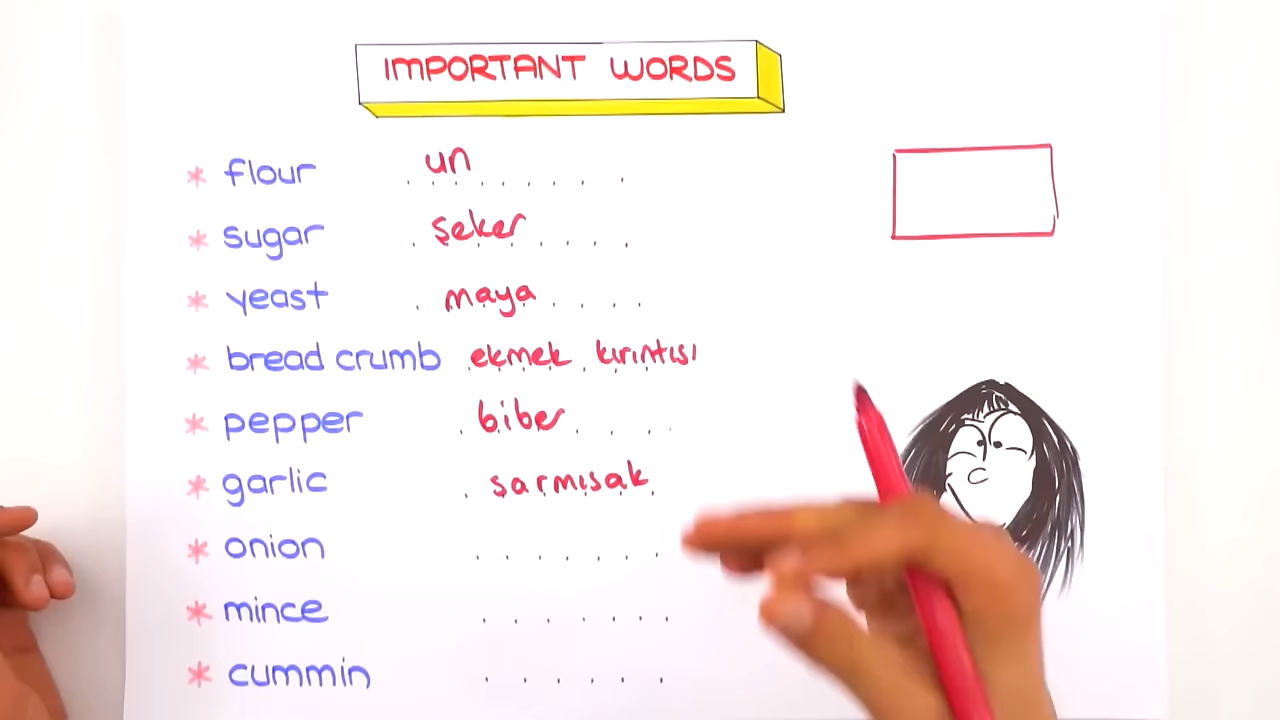 IMPORTANT WORDS
* flour un
* sugar şeker
* yeast maya
* bread crumb ekmek kırıntısı
* pepper biber
* garlic sarmısak
* onion
* mince
* cummin